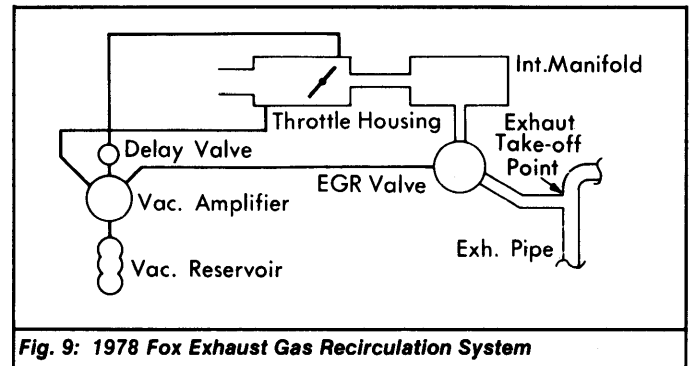 Int.Manifold
Throttle Housing
Exhaut
Take-off
Point
Delay Valve
EGR Valve
Vac. Amplifier
Exh. Pipe
Vac. Reservoir
Fig. 9: 1978 Fox Exhaust Gas Recirculation System